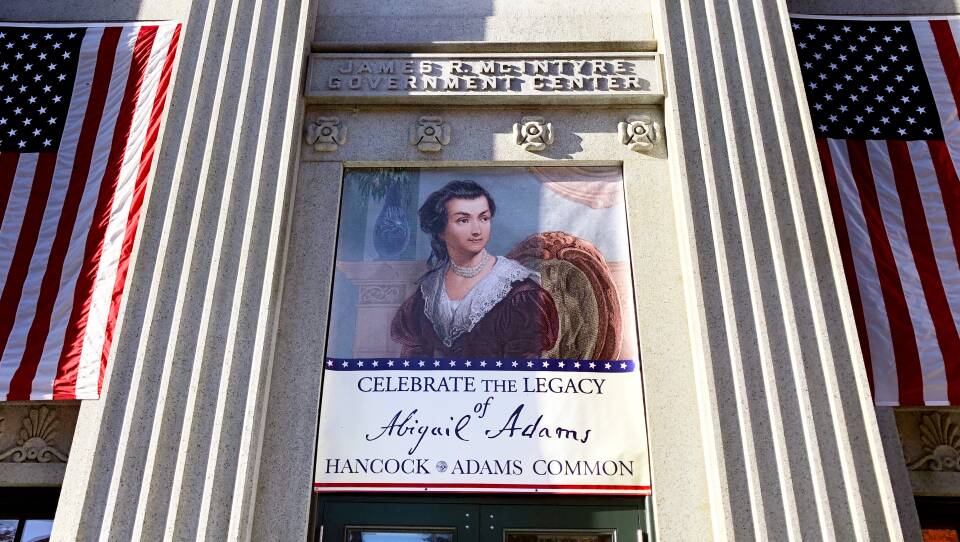 JAMES R. McINTYRE
GOVERNMENT CENTER
CELEBRATE THE LEGACY
of
Abigail Adams
HANCOCK ADAMS COMMON